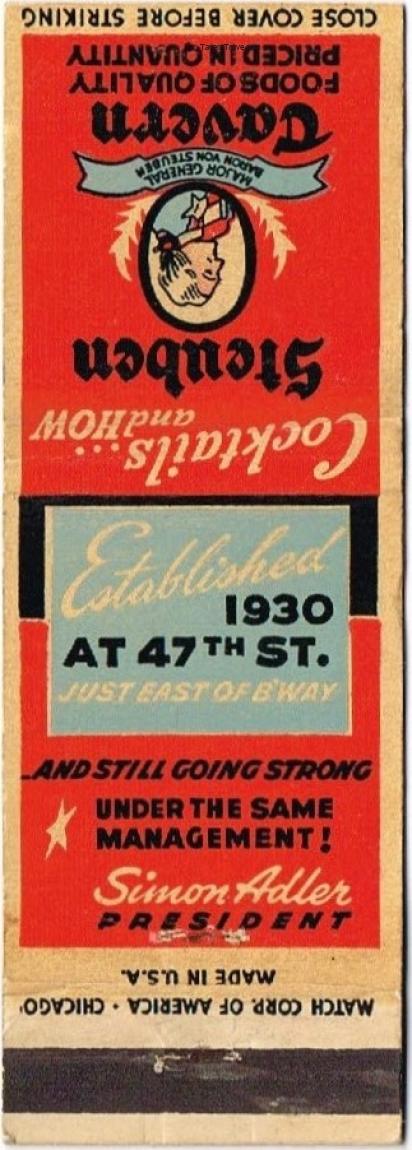 CLOSE COVER BEFORE STRIKING
Steuben
MAJOR GENERAL
BARON VON STEUBEN
Tavern
FOODS OF QUALITY
PRICED IN QUANTITY
Cocktails...
and HOW
Established
1930
AT 47TH ST.
JUST EAST OF B'WAY
...AND STILL GOING STRONG
UNDER THE SAME
MANAGEMENT!
Simon Adler
PRESIDENT
MADE IN U.S.A.
MATCH CORP. OF AMERICA • CHICAGO